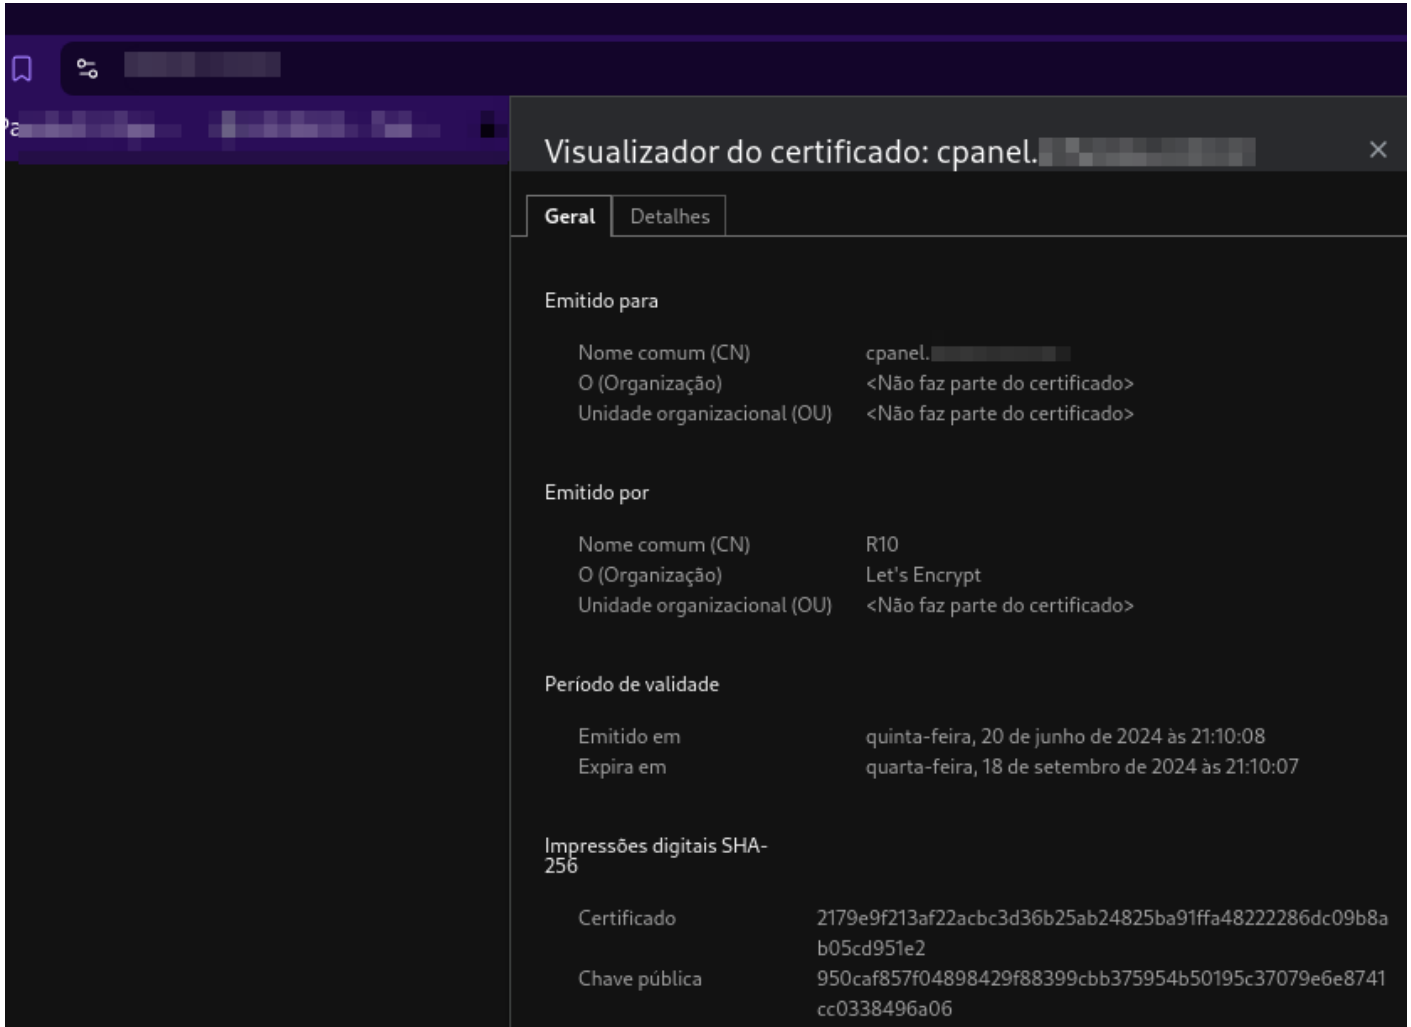 Visualizador do certificado: cpanel.
Geral Detalhes
Emitido para
Nome comum (CN) cpanel.
O (Organização) <Não faz parte do certificado>
Unidade organizacional (OU) <Não faz parte do certificado>
Emitido por
Nome comum (CN) R10
O (Organização) Let's Encrypt
Unidade organizacional (OU) <Não faz parte do certificado>
Período de validade
Emitido em quinta-feira, 20 de junho de 2024 às 21:10:08
Expira em quarta-feira, 18 de setembro de 2024 às 21:10:07
Impressões digitais SHA-
256
Certificado 2179e9f213af22acbc3d36b25ab24825ba91ffa48222286dc09b8a
b05cd951e2
Chave pública 950caf857f04898429f88399cbb375954b50195c37079e6e8741
cc0338496a06